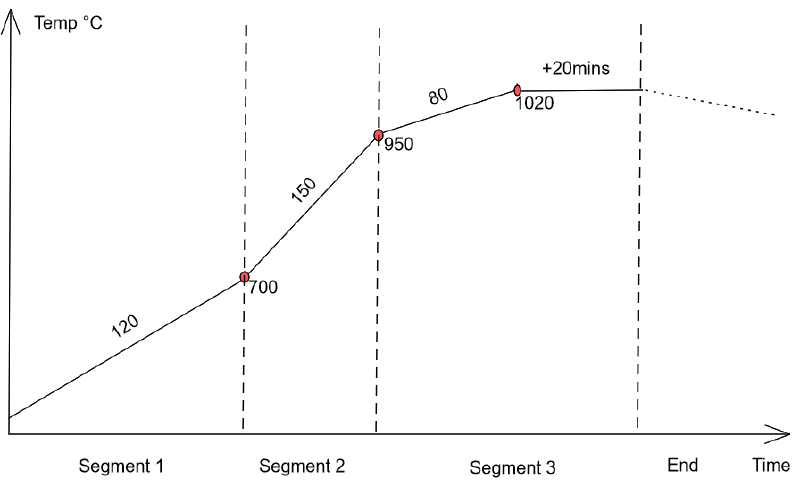 Temp °C
+20mins
80
1020
950
150
700
120
Segment 1
Segment 2
Segment 3
End
Time